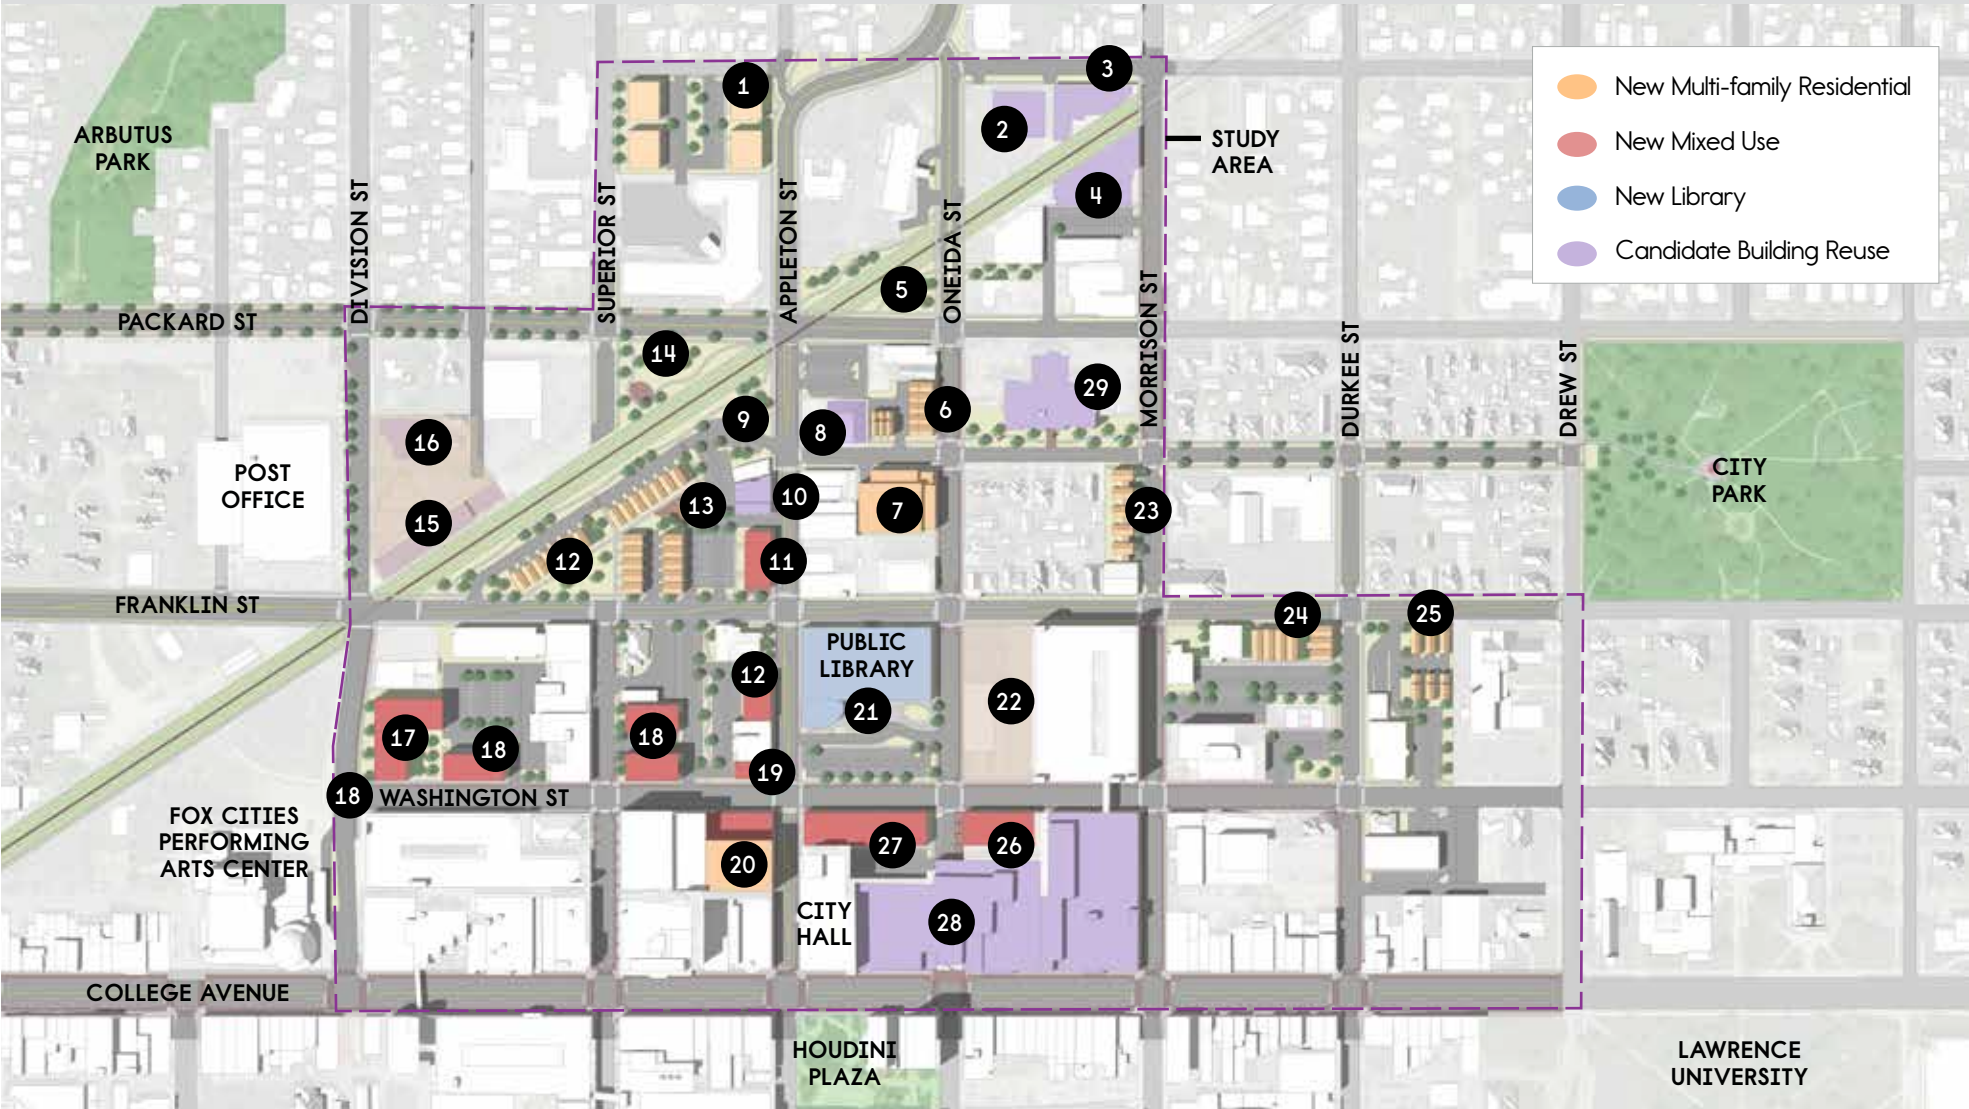 1
3
New Multi-family Residential
2
ARBUTUS
PARK
STUDY
AREA
New Mixed Use
4
New Library
DIVISION ST
SUPERIOR ST
APPLETON ST
ONEIDA ST
Candidate Building Reuse
5
MORRISON ST
PACKARD ST
14
DURKEE ST
DREW ST
29
6
9
8
16
POST
OFFICE
CITY
PARK
10
13
7
23
15
12
11
FRANKLIN ST
24
25
PUBLIC
LIBRARY
12
22
21
17
18
18
19
18
WASHINGTON ST
FOX CITIES
PERFORMING
ARTS CENTER
27
26
20
CITY
HALL
28
COLLEGE AVENUE
HOUDINI
PLAZA
LAWRENCE
UNIVERSITY